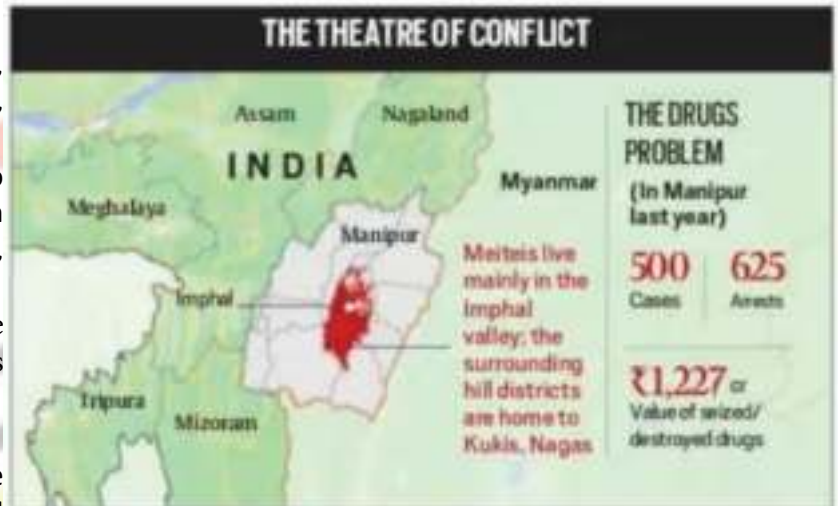 THE THEATRE OF CONFLICT
Assam
Nagaland
INDIA
Meghalaya
Myanmar
Manipur
Imphal
Tripura
Mizoram
Meiteis live
mainly in the
Imphal
valley; the
surrounding
hill districts
are home to
Kukis, Nagas
THE DRUGS
PROBLEM
(In Manipur
last year)
500
Cases
625
Arrests
₹1,227 cr
Value of seized/
destroyed drugs